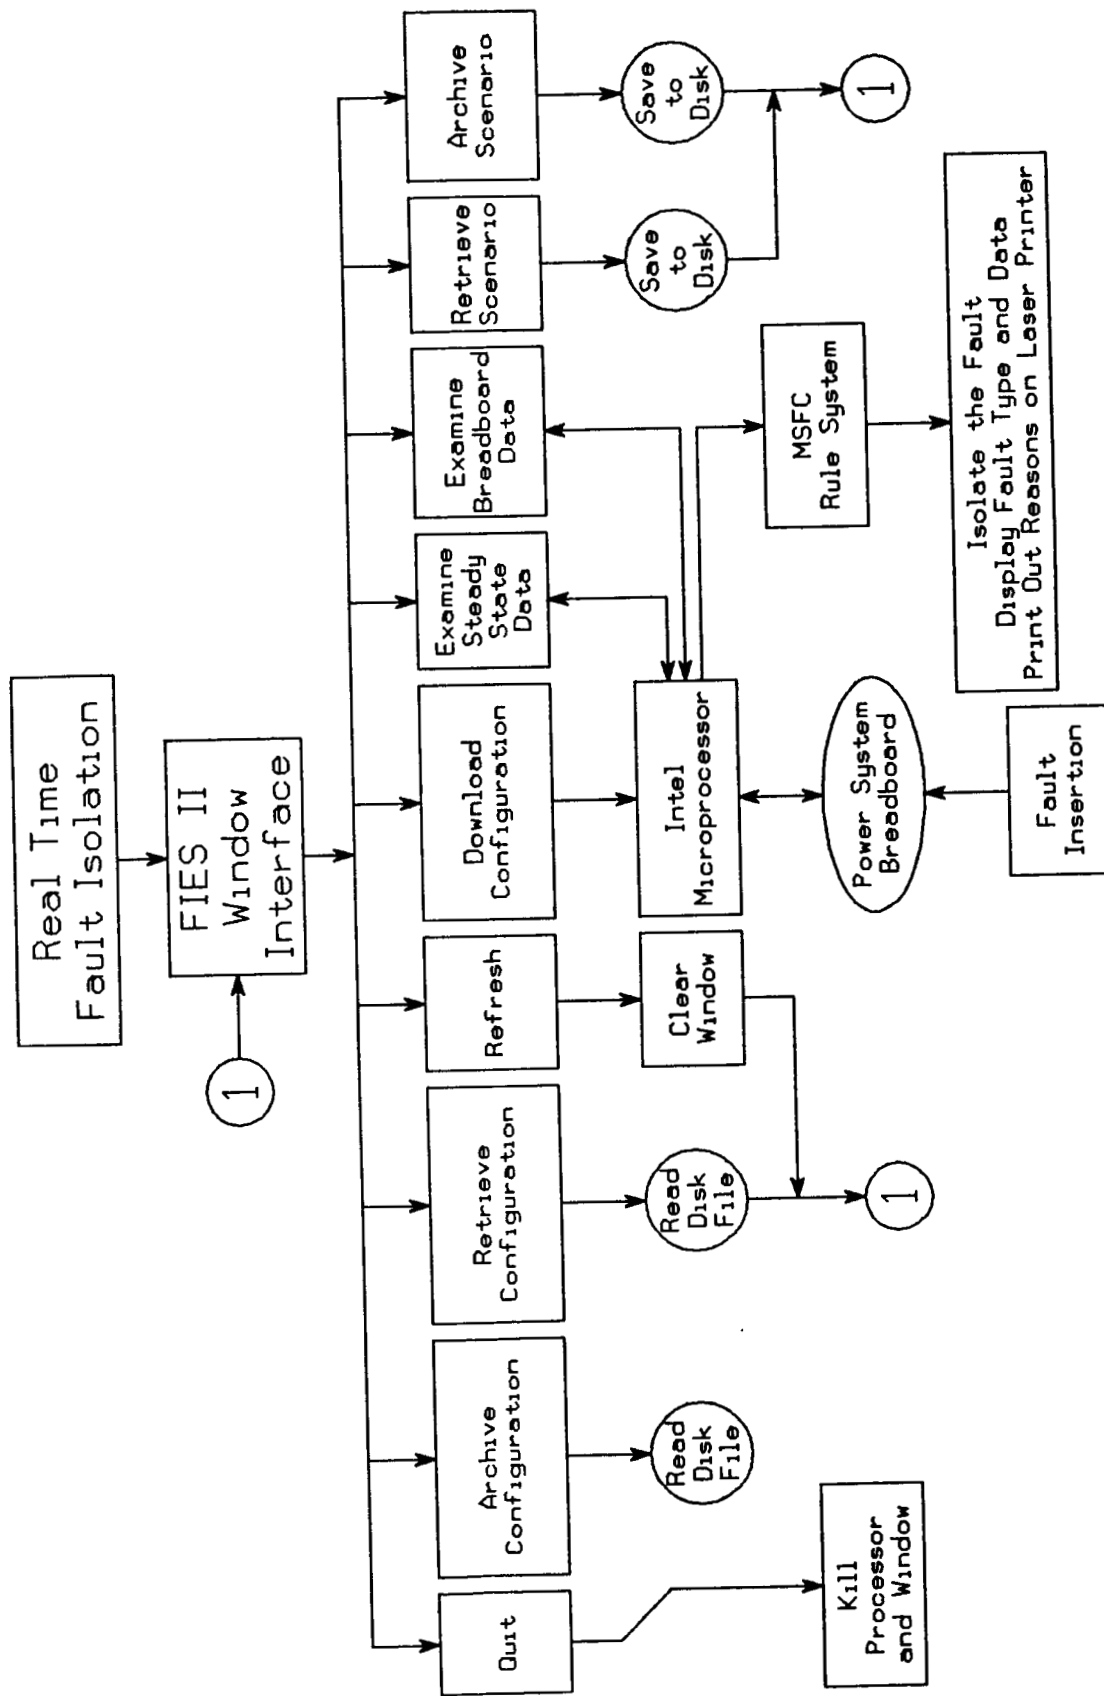 Real Time
Fault Isolation
1
FIES II
Window
Interface
Quit
Archive
Configuration
Retrieve
Configuration
Refresh
Download
Configuration
Examine
Steady
State
Data
Examine
Breadboard
Data
Retrieve
Scenario
Archive
Scenario
Read
Disk
File
Read
Disk
File
Clear
Window
Intel
Microprocessor
Save
to
Disk
Save
to
Disk
Kill
Processor
and Window
1
Power System
Breadboard
MSFC
Rule System
1
Fault
Insertion
Isolate the Fault
Display Fault Type and Data
Print Out Reasons on Laser Printer